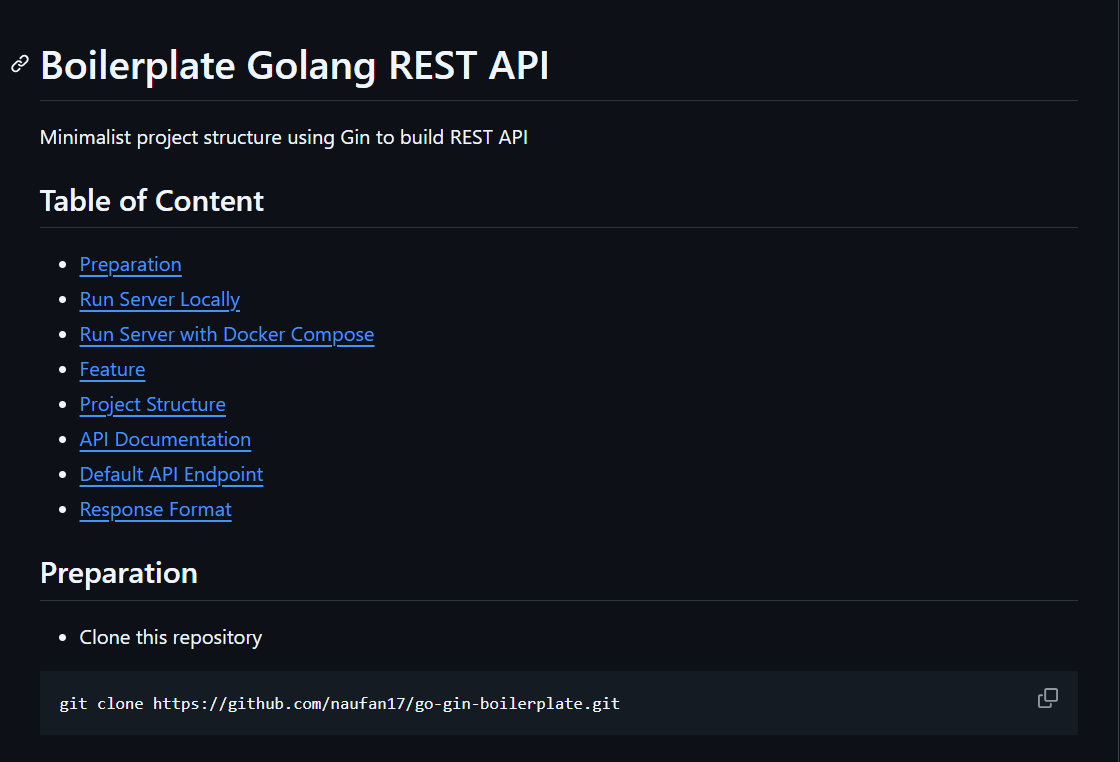 Boilerplate Golang REST API
Minimalist project structure using Gin to build REST API
Table of Content
Preparation
Run Server Locally
Run Server with Docker Compose
Feature
Project Structure
API Documentation
Default API Endpoint
Response Format
Preparation
Clone this repository
git clone https://github.com/naufan17/go-gin-boilerplate.git